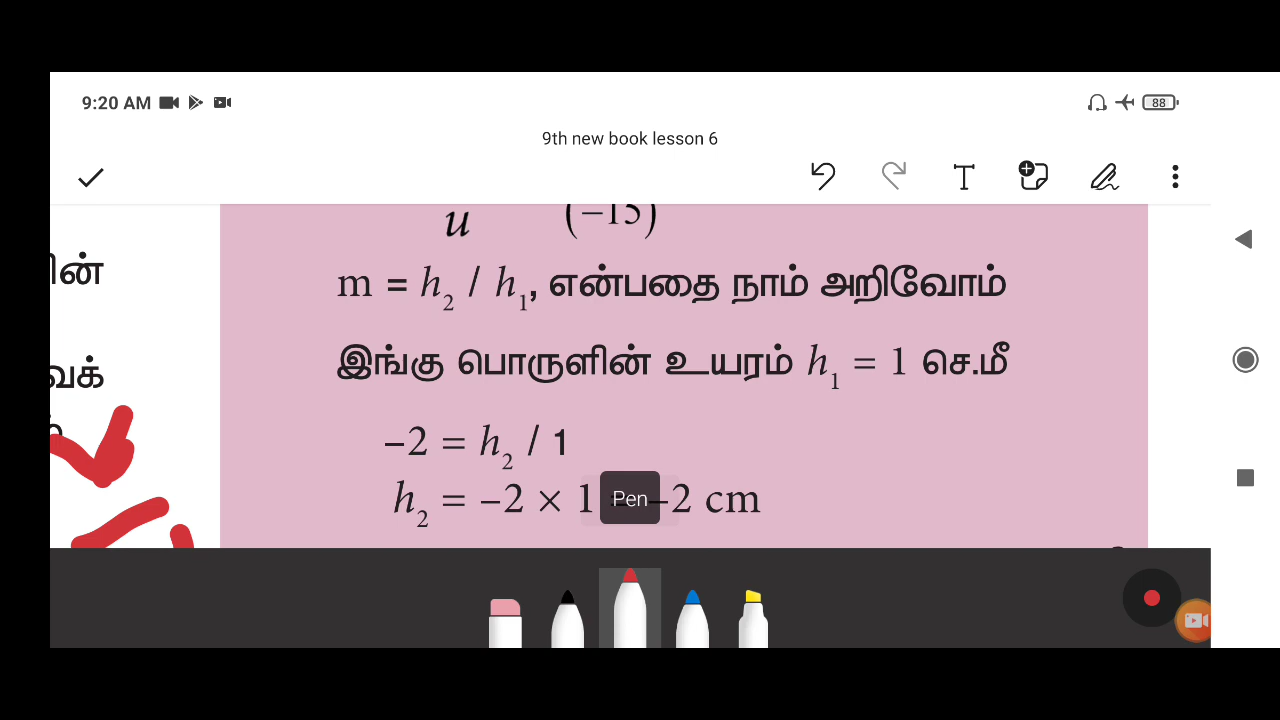 9:20 AM
88
9th new book lesson 6
T
u (−15)
ின்
m = h₂ / h₁, என்பதை நாம் அறிவோம்
இங்கு பொருளின் உயரம் h₁ = 1 செ.மீ
வக்
−2 = h₂ / 1
h₂ = −2 × 1 = −2 cm
Pen